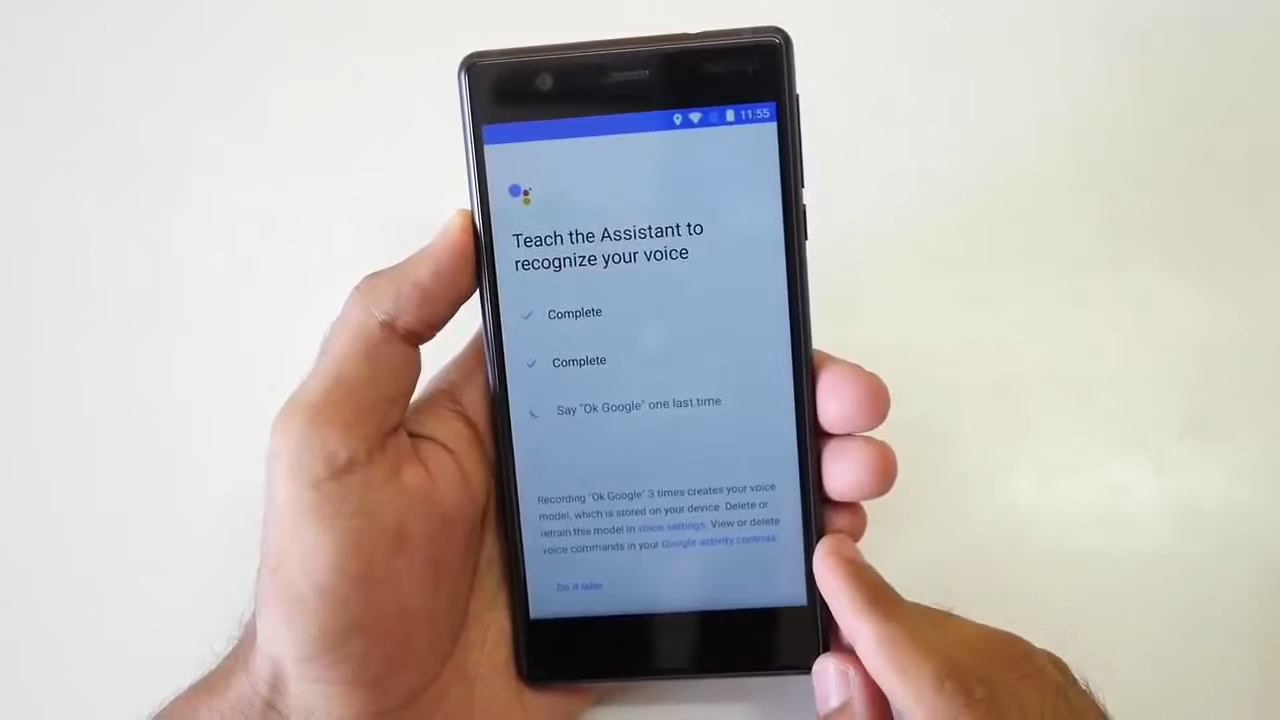 11:55
Teach the Assistant to
recognize your voice
Complete
Complete
Say "Ok Google" one last time
Recording "Ok Google" 3 times creates your voice
model, which is stored on your device. Delete or
retrain this model in voice settings. View or delete
voice commands in your Google activity controls.
Do it later